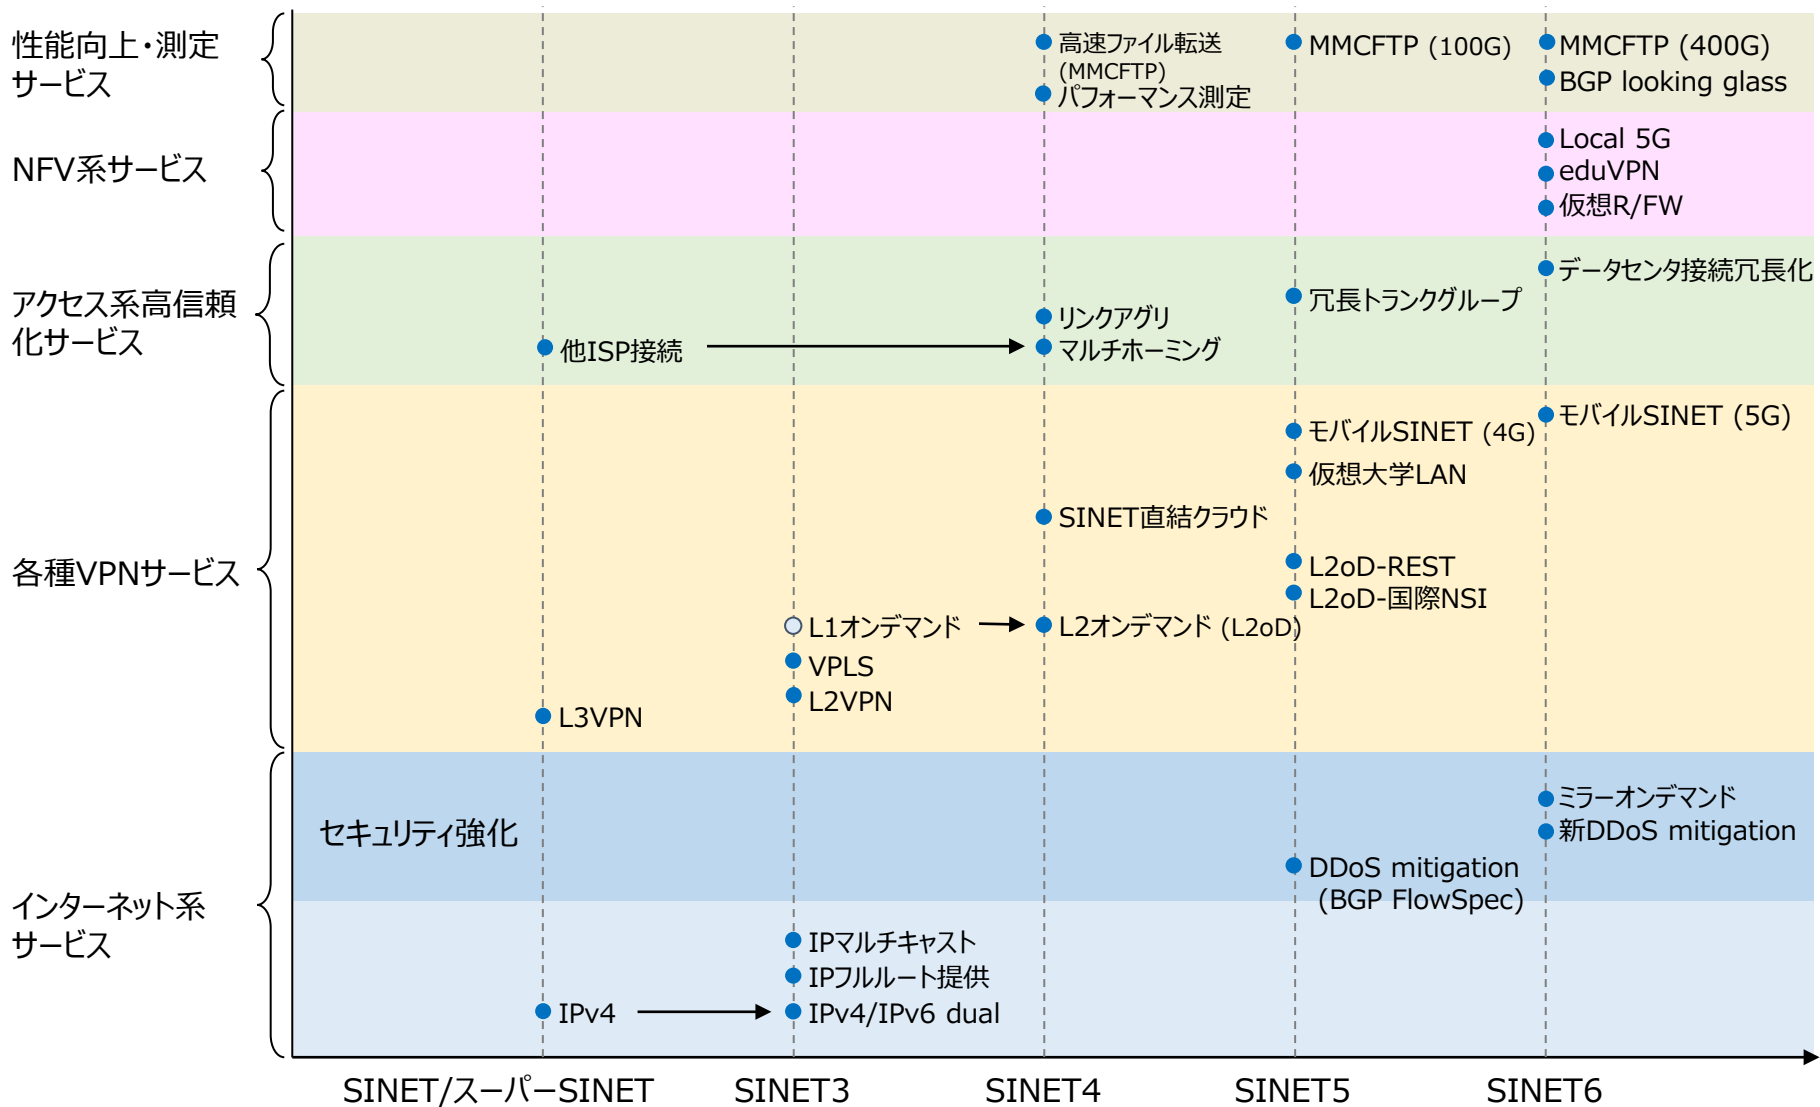 性能向上・測定
サービス
高速ファイル転送
(MMCFTP)
パフォーマンス測定
MMCFTP (100G)
MMCFTP (400G)
BGP looking glass
NFV系サービス
Local 5G
eduVPN
仮想R/FW
アクセス系高信頼
化サービス
他ISP接続
リンクアグリ
マルチホーミング
冗長トランクグループ
データセンタ接続冗長化
各種VPNサービス
L3VPN
L1オンデマンド
VPLS
L2VPN
SINET直結クラウド
L2オンデマンド (L2oD)
モバイルSINET (4G)
仮想大学LAN
L2oD-REST
L2oD-国際NSI
モバイルSINET (5G)
インターネット系
サービス
セキュリティ強化
DDoS mitigation
(BGP FlowSpec)
ミラーオンデマンド
新DDoS mitigation
IPv4
IPマルチキャスト
IPフルルート提供
IPv4/IPv6 dual
SINET/スーパーSINET
SINET3
SINET4
SINET5
SINET6